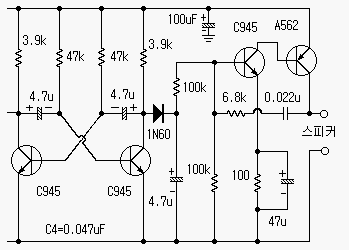 100uF
+
C945
A562
3.9k
47k
47k
3.9k
4.7u
4.7u
+ −
− +
100k
6.8k
0.022u
1N60
스피커
C945
C945
+
4.7u
−
100k
100
+
−
47u
C4=0.047uF